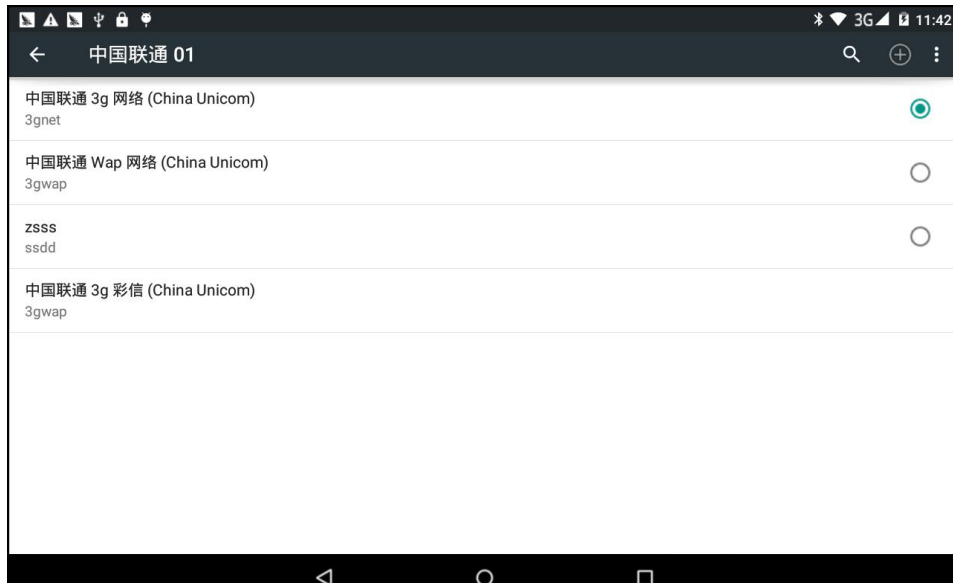 3G 11:42
中国联通 01
中国联通 3g 网络 (China Unicom)
3gnet
中国联通 Wap 网络 (China Unicom)
3gwap
zsss
ssdd
中国联通 3g 彩信 (China Unicom)
3gwap